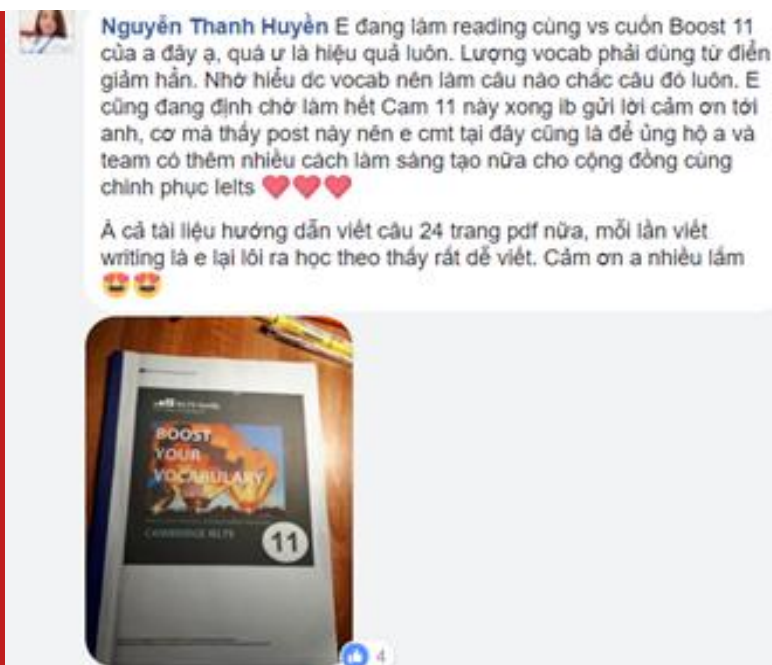 Nguyễn Thanh Huyền E đang làm reading cùng vs cuốn Boost 11
của a đây ạ, quá ư là hiệu quả luôn. Lượng vocab phải dùng từ điển
giảm hẳn. Nhờ hiểu dc vocab nên làm câu nào chắc câu đó luôn. E
cũng đang định chờ làm hết Cam 11 này xong ib gửi lời cảm ơn tới
anh, cơ mà thấy post này nên e cmt tại đây cũng là để ủng hộ a và
team có thêm nhiều cách làm sáng tạo nữa cho cộng đồng cùng
chinh phục Ielts ❤️❤️❤️
À cả tài liệu hướng dẫn viết câu 24 trang pdf nữa, mỗi lần viết
writing là e lại lôi ra học theo thấy rất dễ viết. Cảm ơn a nhiều lắm
😍😍
BOOST
YOUR
VOCABULARY
CAMBRIDGE IELTS
11
4